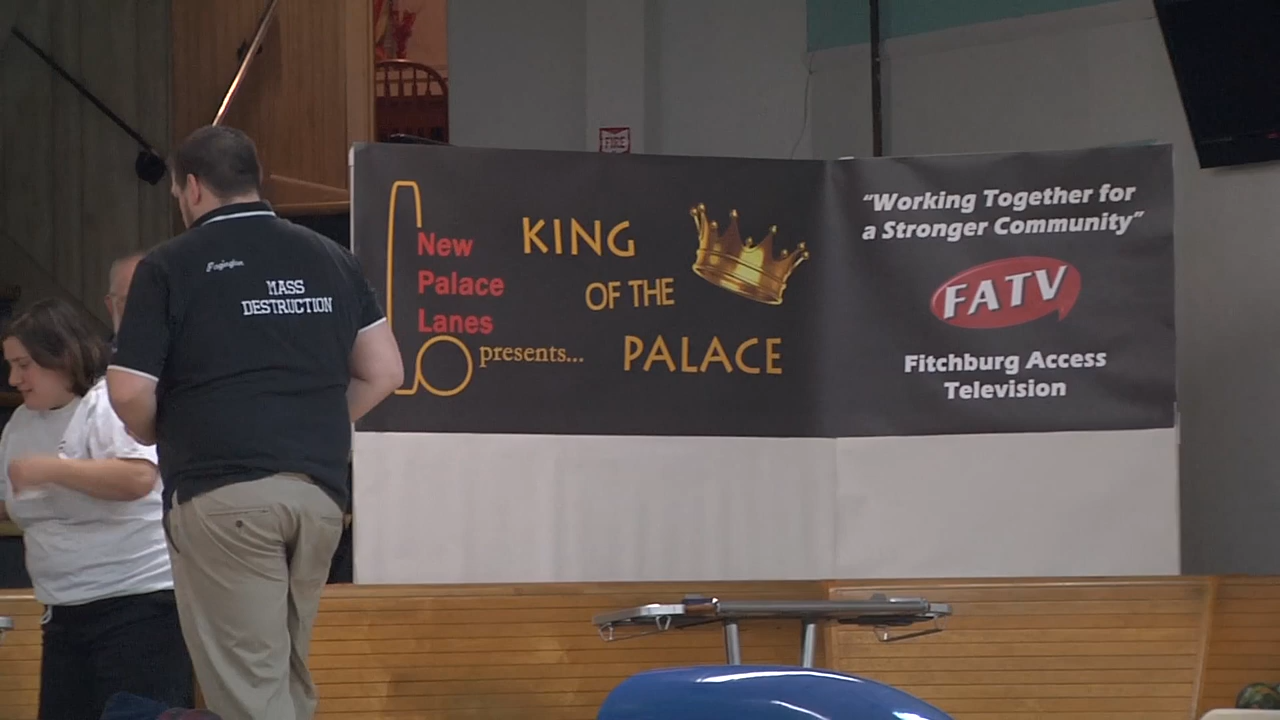 MASS
DESTRUCTION
New
Palace
Lanes
presents...
KING
OF THE
PALACE
"Working Together for
a Stronger Community"
FATV
Fitchburg Access
Television
FIRE